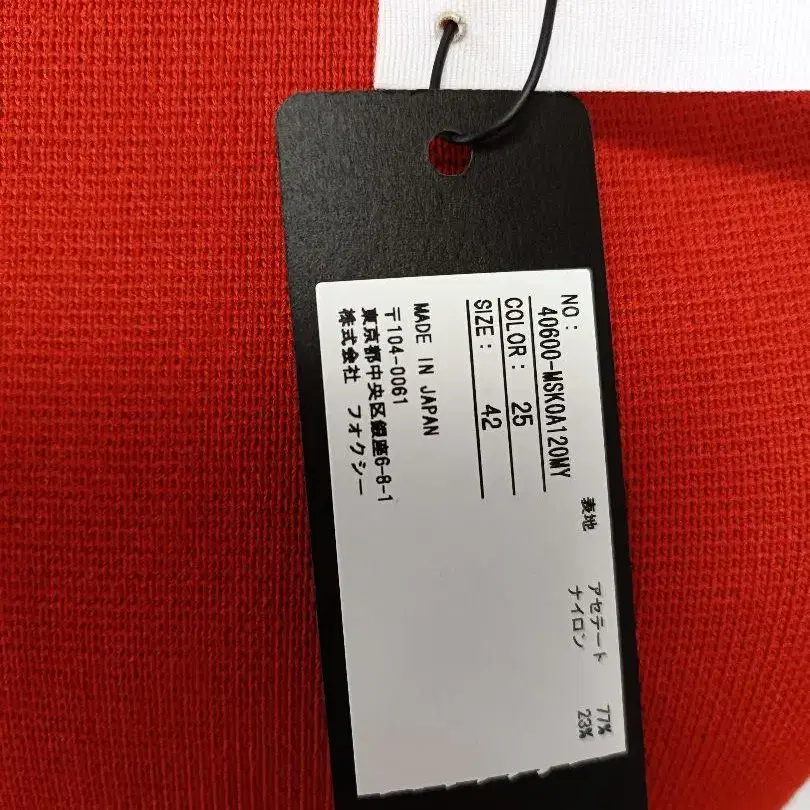 NO: 40600-MSK0A120MY
COLOR: 25
SIZE: 42
表地 アセテート 77%
ナイロン 23%
MADE IN JAPAN
〒104-0061
東京都中央区銀座6-8-1
株式会社 フォクシー